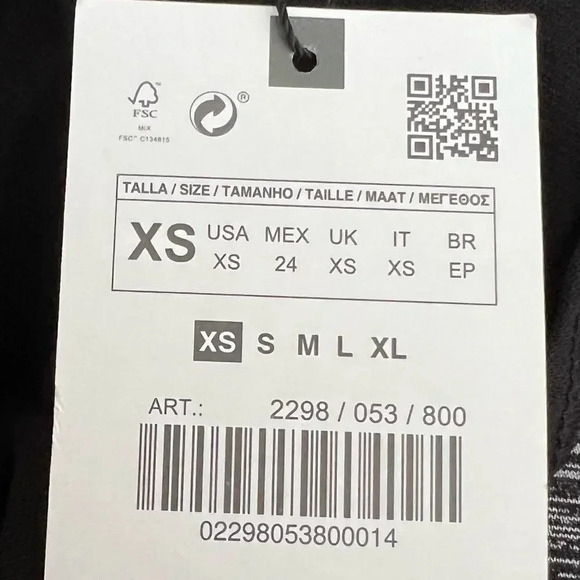 FSC
MIX
FSC® C134815
®
TALLA / SIZE / TAMANHO / TAILLE / MAAT / ΜΕΓΕΘΟΣ
XS USA MEX UK IT BR
XS 24 XS XS EP
XS S M L XL
ART.: 2298 / 053 / 800
02298053800014